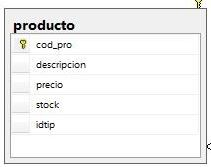 producto
cod_pro
descripcion
precio
stock
idtip